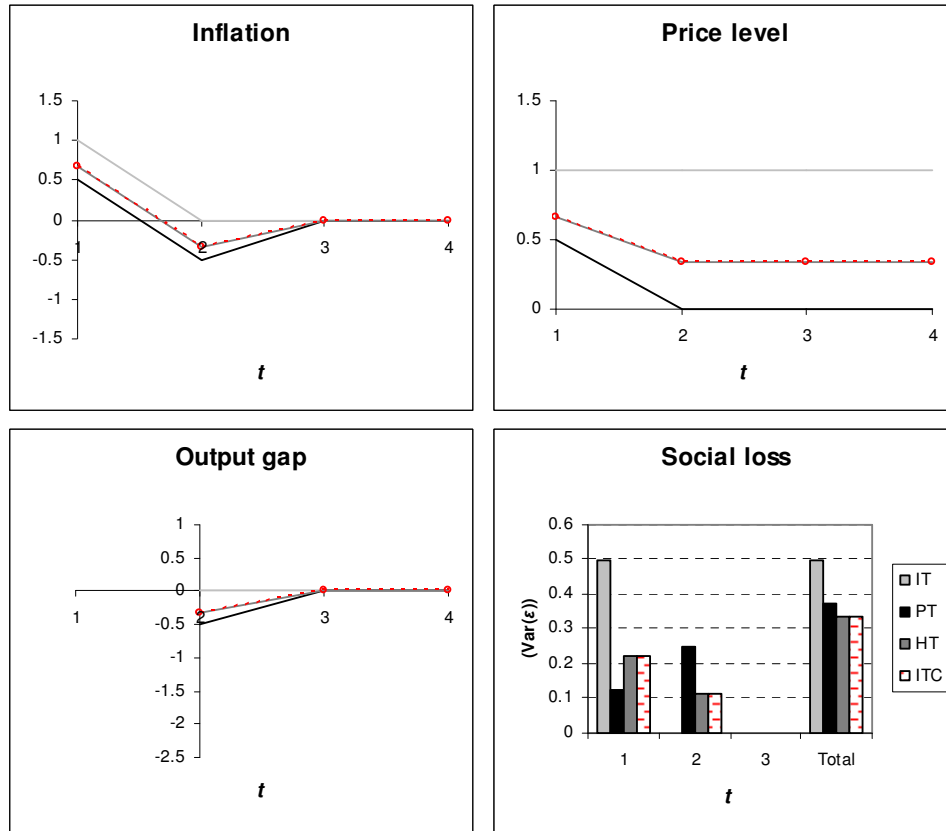 Inflation
1.5
1
0.5
0
-0.5
-1
-1.5
1
2
3
4
t
Price level
1.5
1
0.5
0
1
2
3
4
t
Output gap
1
0.5
0
-0.5
-1
-1.5
-2
-2.5
1
2
3
4
t
Social loss
(Var(ε))
0.6
0.5
0.4
0.3
0.2
0.1
0
1
2
3
Total
t
IT
PT
HT
ITC